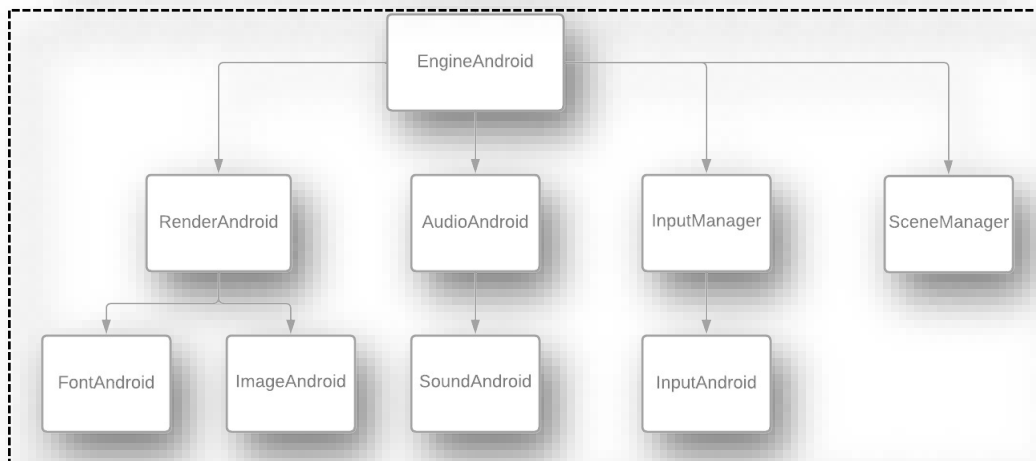 EngineAndroid
RenderAndroid
AudioAndroid
InputManager
SceneManager
FontAndroid
ImageAndroid
SoundAndroid
InputAndroid